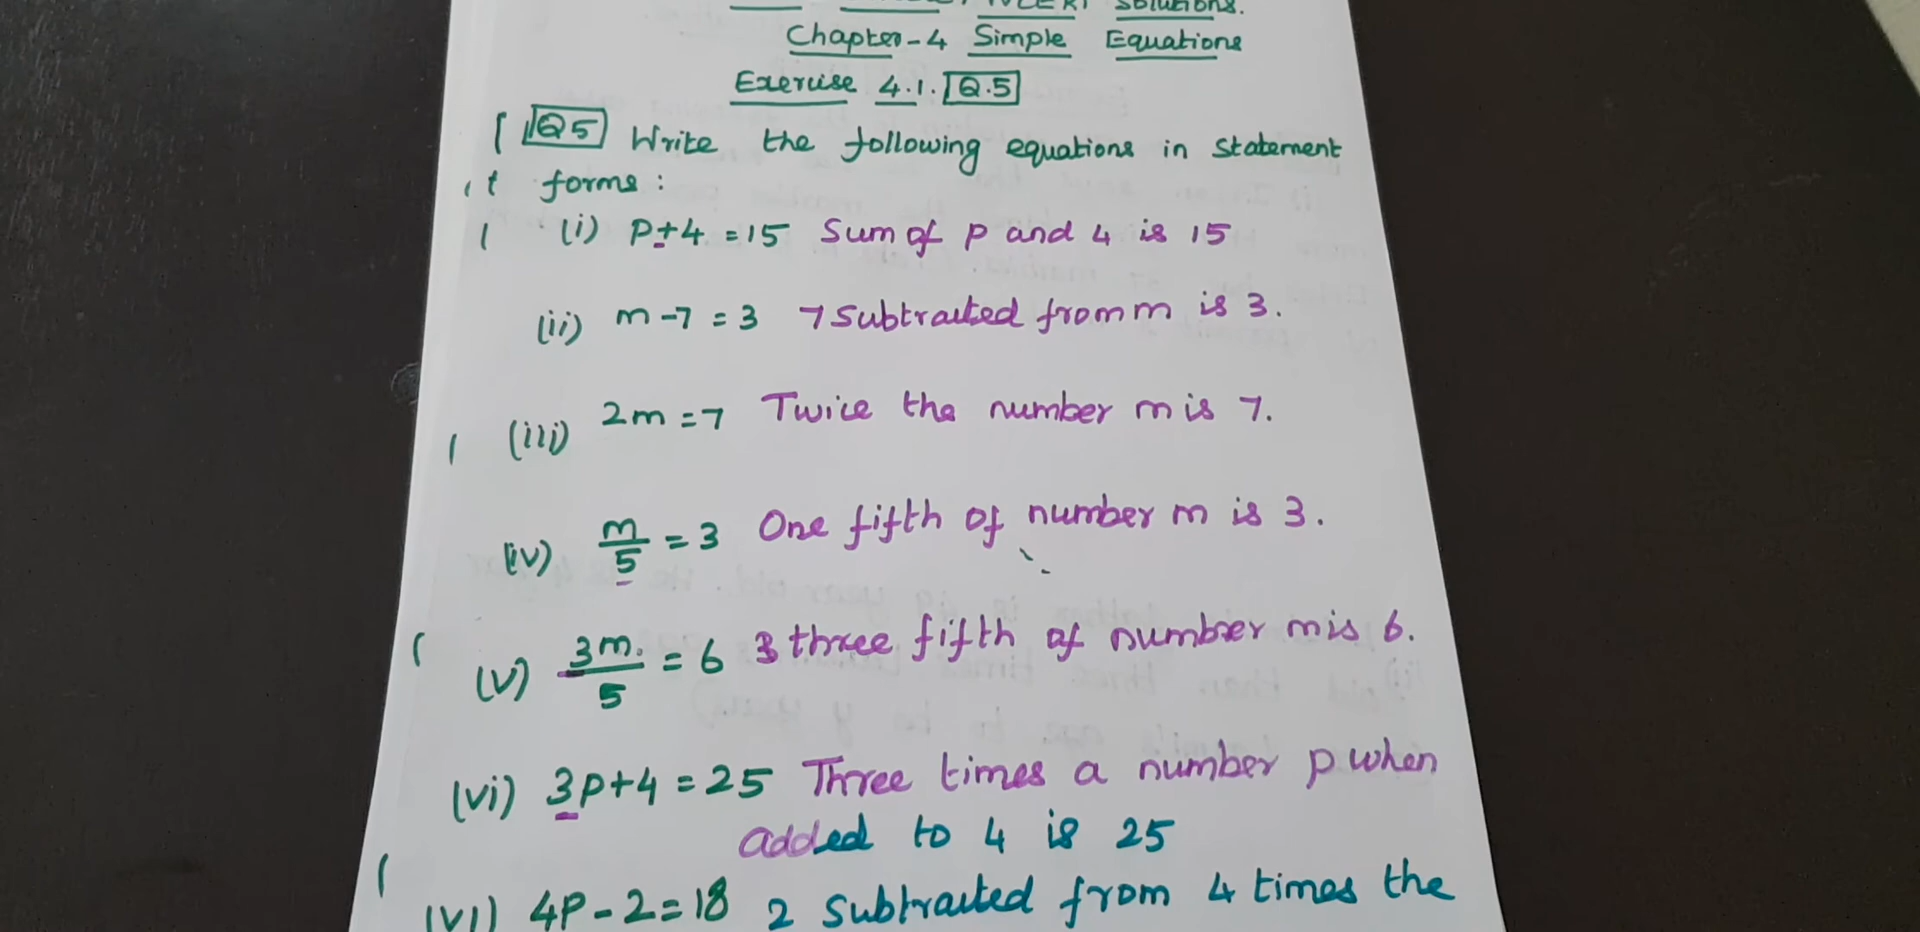 Solutions.
Chapter-4 Simple Equations
Exercise 4.1. Q.5
Q5 Write the following equations in statement
forms:
(i) p+4 =15 Sum of p and 4 is 15
(ii) m-7 = 3 7 Subtracted from m is 3.
(iii) 2m =7 Twice the number m is 7.
(iv) m/5 = 3 One fifth of number m is 3.
(v) 3m/5 = 6 3 three fifth of number m is 6.
(vi) 3p+4 =25 Three times a number p when
added to 4 is 25
(vi) 4p-2=18 2 Subtracted from 4 times the